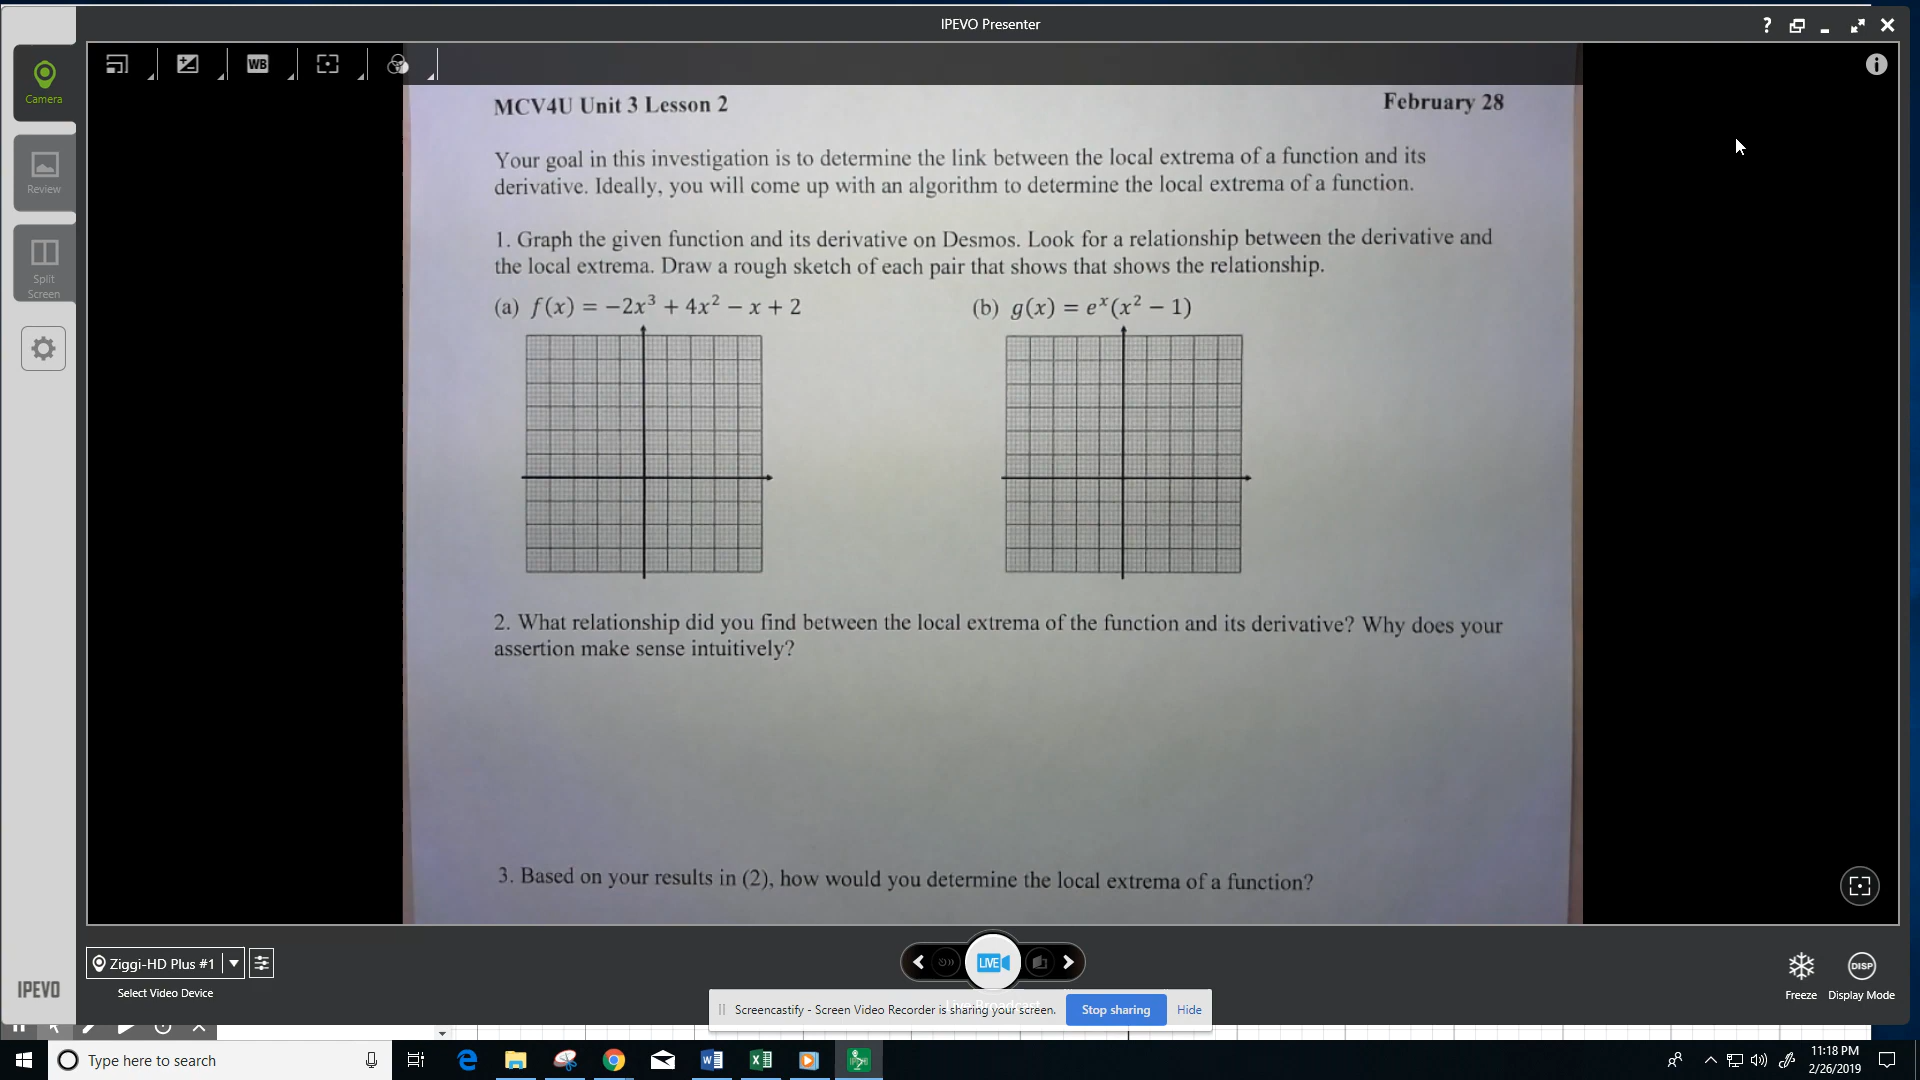 IPEVO Presenter
?
WB
Camera
MCV4U Unit 3 Lesson 2
February 28
Your goal in this investigation is to determine the link between the local extrema of a function and its
derivative. Ideally, you will come up with an algorithm to determine the local extrema of a function.
Review
1. Graph the given function and its derivative on Desmos. Look for a relationship between the derivative and
the local extrema. Draw a rough sketch of each pair that shows that shows the relationship.
Split
Screen
(a) f(x) = −2x³ + 4x² − x + 2
(b) g(x) = eˣ(x² − 1)
2. What relationship did you find between the local extrema of the function and its derivative? Why does your
assertion make sense intuitively?
3. Based on your results in (2), how would you determine the local extrema of a function?
Ziggi-HD Plus #1
LIVE
DISP
IPEVO
Select Video Device
Freeze
Display Mode
Screencastify - Screen Video Recorder is sharing your screen.
Stop sharing
Hide
Type here to search
11:18 PM
2/26/2019